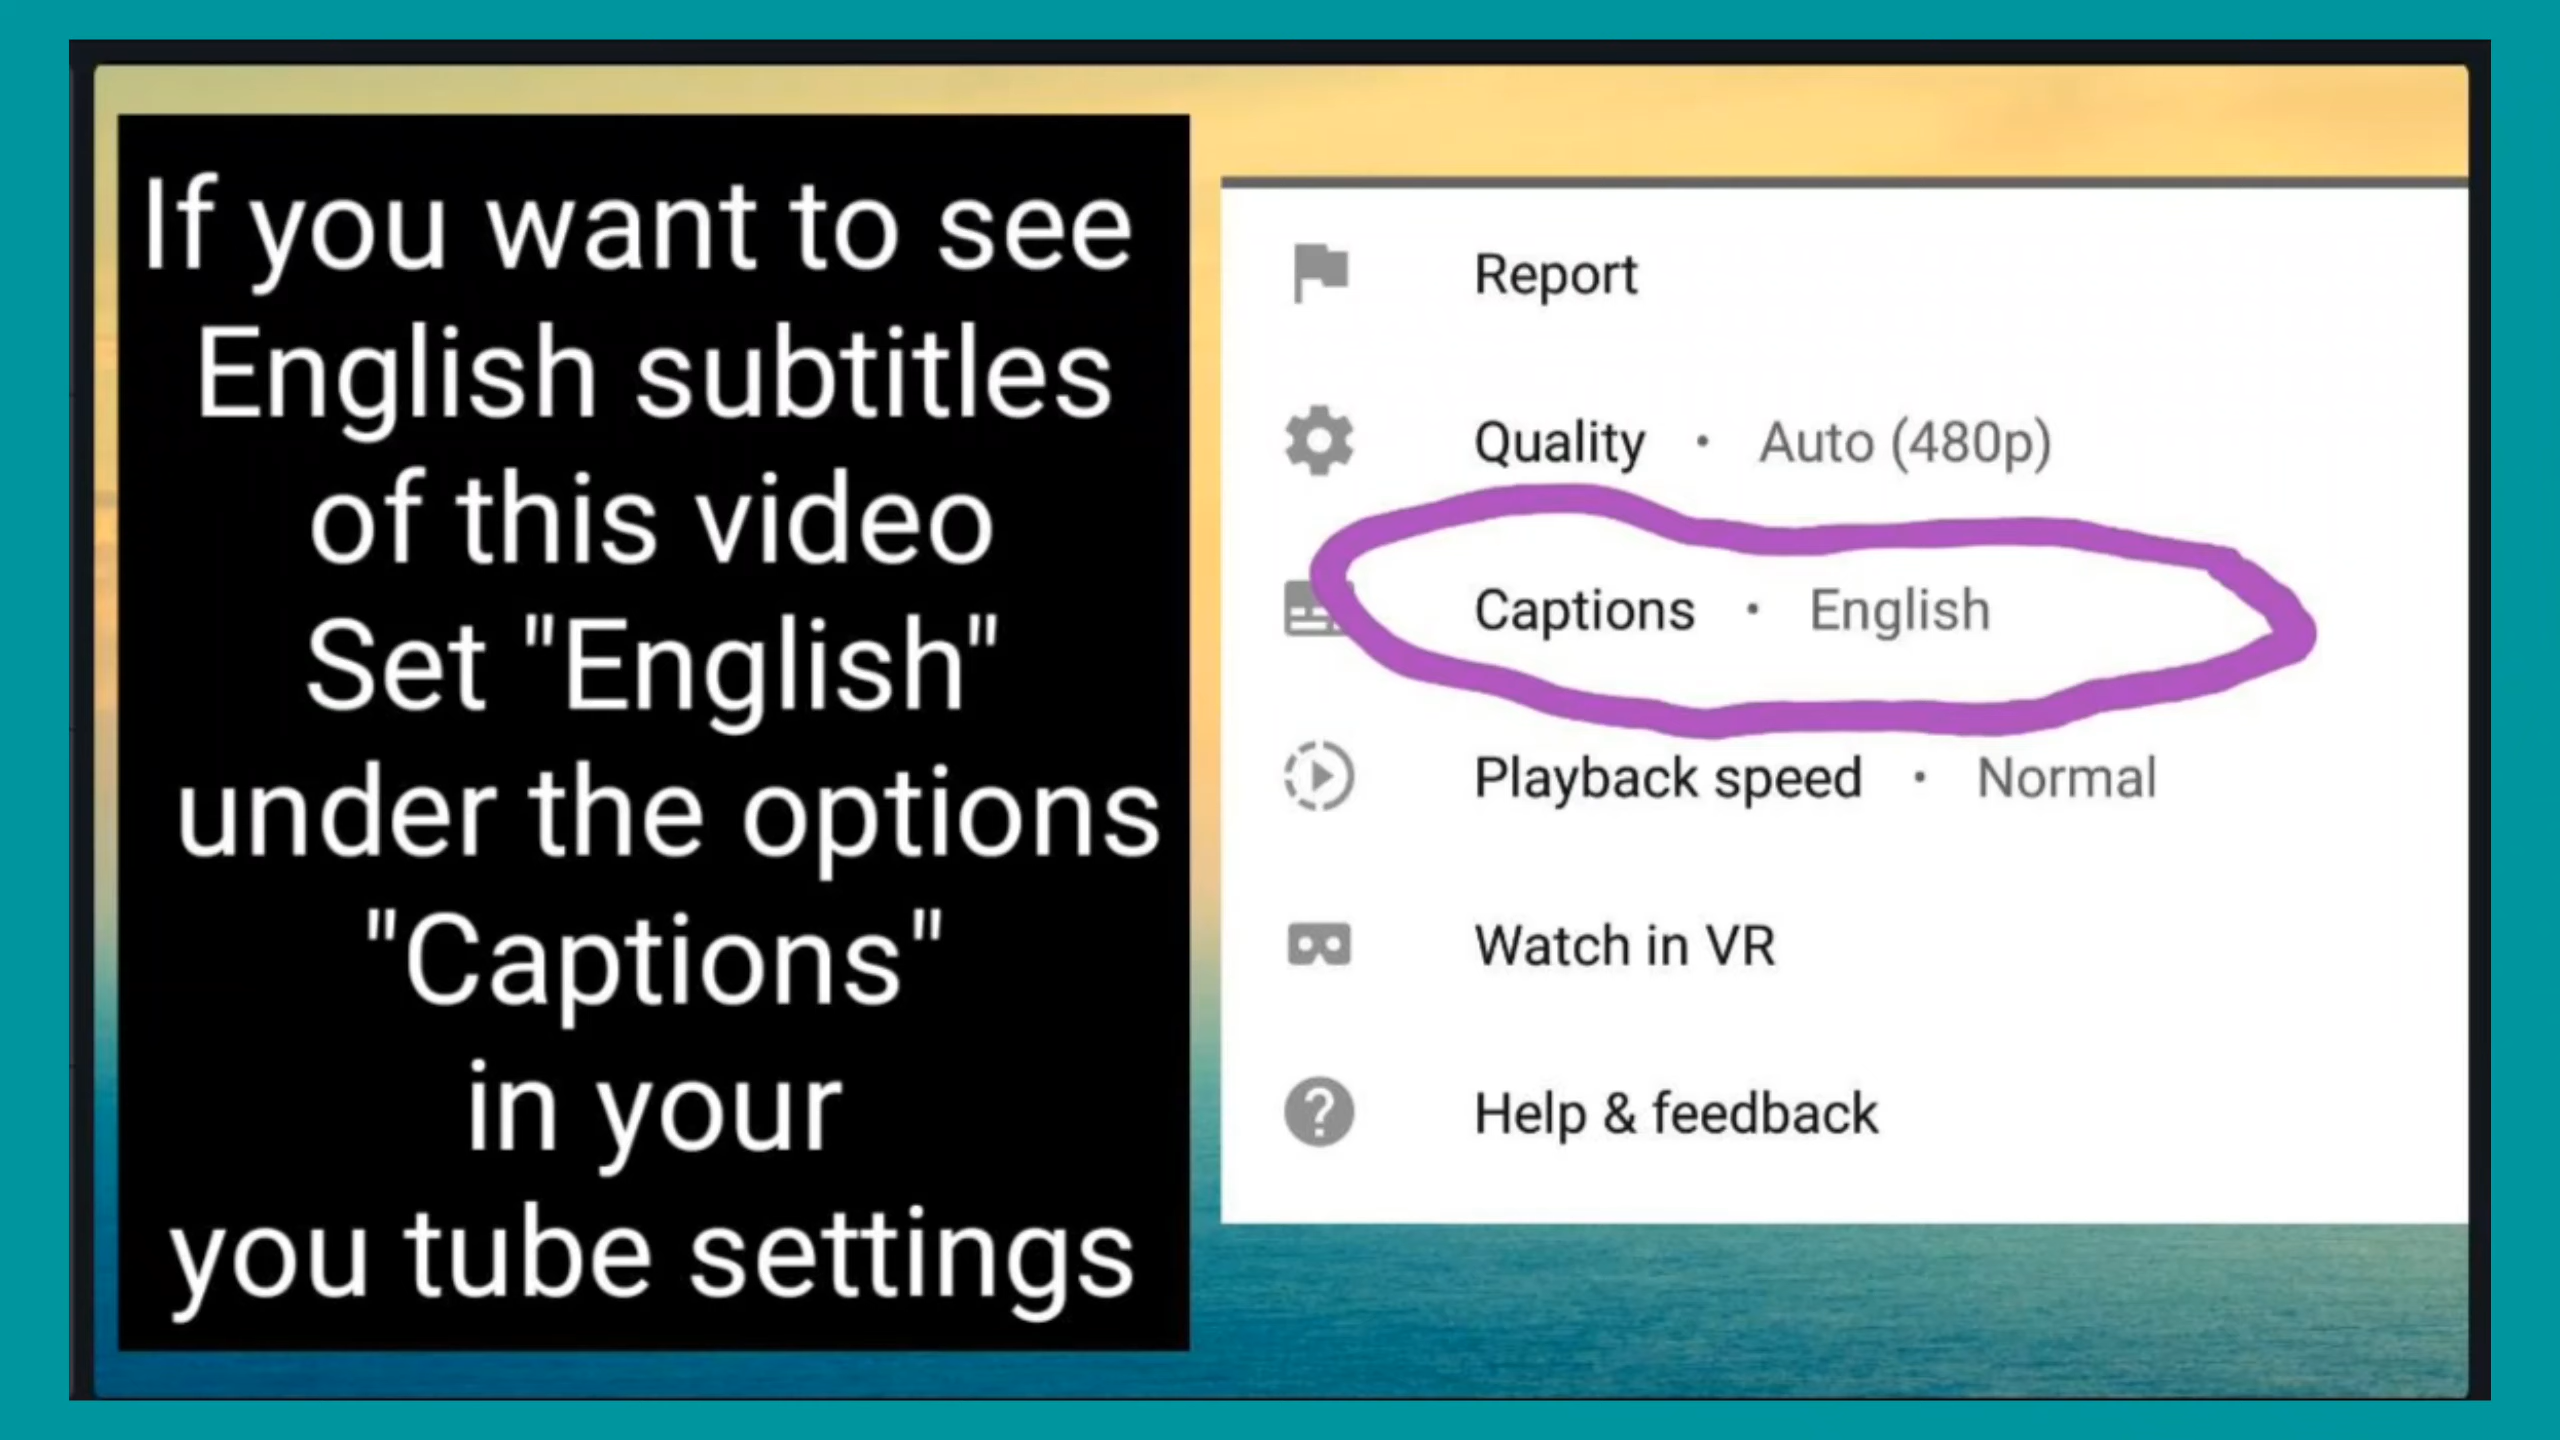 If you want to see
English subtitles
of this video
Set "English"
under the options
"Captions"
in your
you tube settings
Report
Quality • Auto (480p)
Captions • English
Playback speed • Normal
Watch in VR
Help & feedback